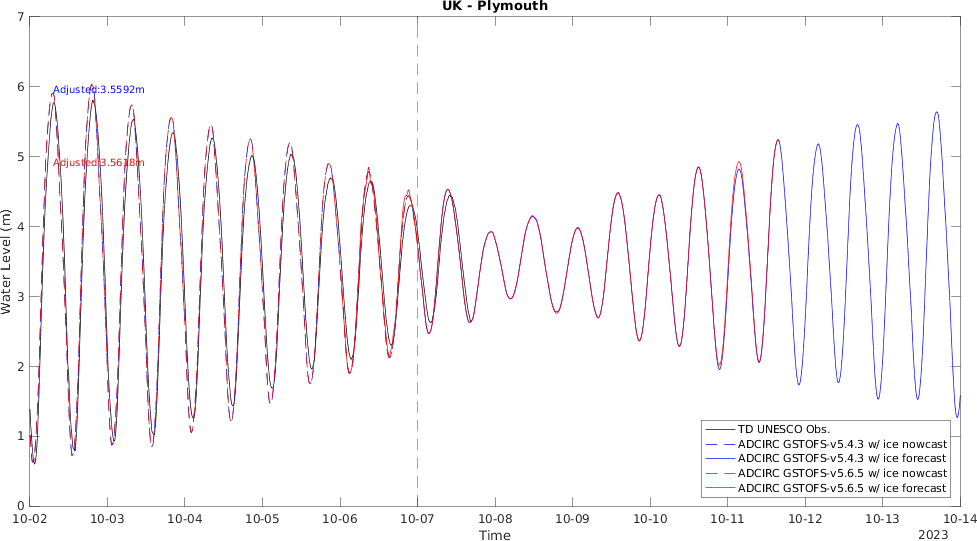 UK - Plymouth
7
6
5
4
3
2
1
0
Water Level (m)
Adjusted:3.5592m
Adjusted:3.5618m
TD UNESCO Obs.
ADCIRC GSTOFS-v5.4.3 w/ ice nowcast
ADCIRC GSTOFS-v5.4.3 w/ ice forecast
ADCIRC GSTOFS-v5.6.5 w/ ice nowcast
ADCIRC GSTOFS-v5.6.5 w/ ice forecast
10-02 10-03 10-04 10-05 10-06 10-07 10-08 10-09 10-10 10-11 10-12 10-13 10-14
Time
2023